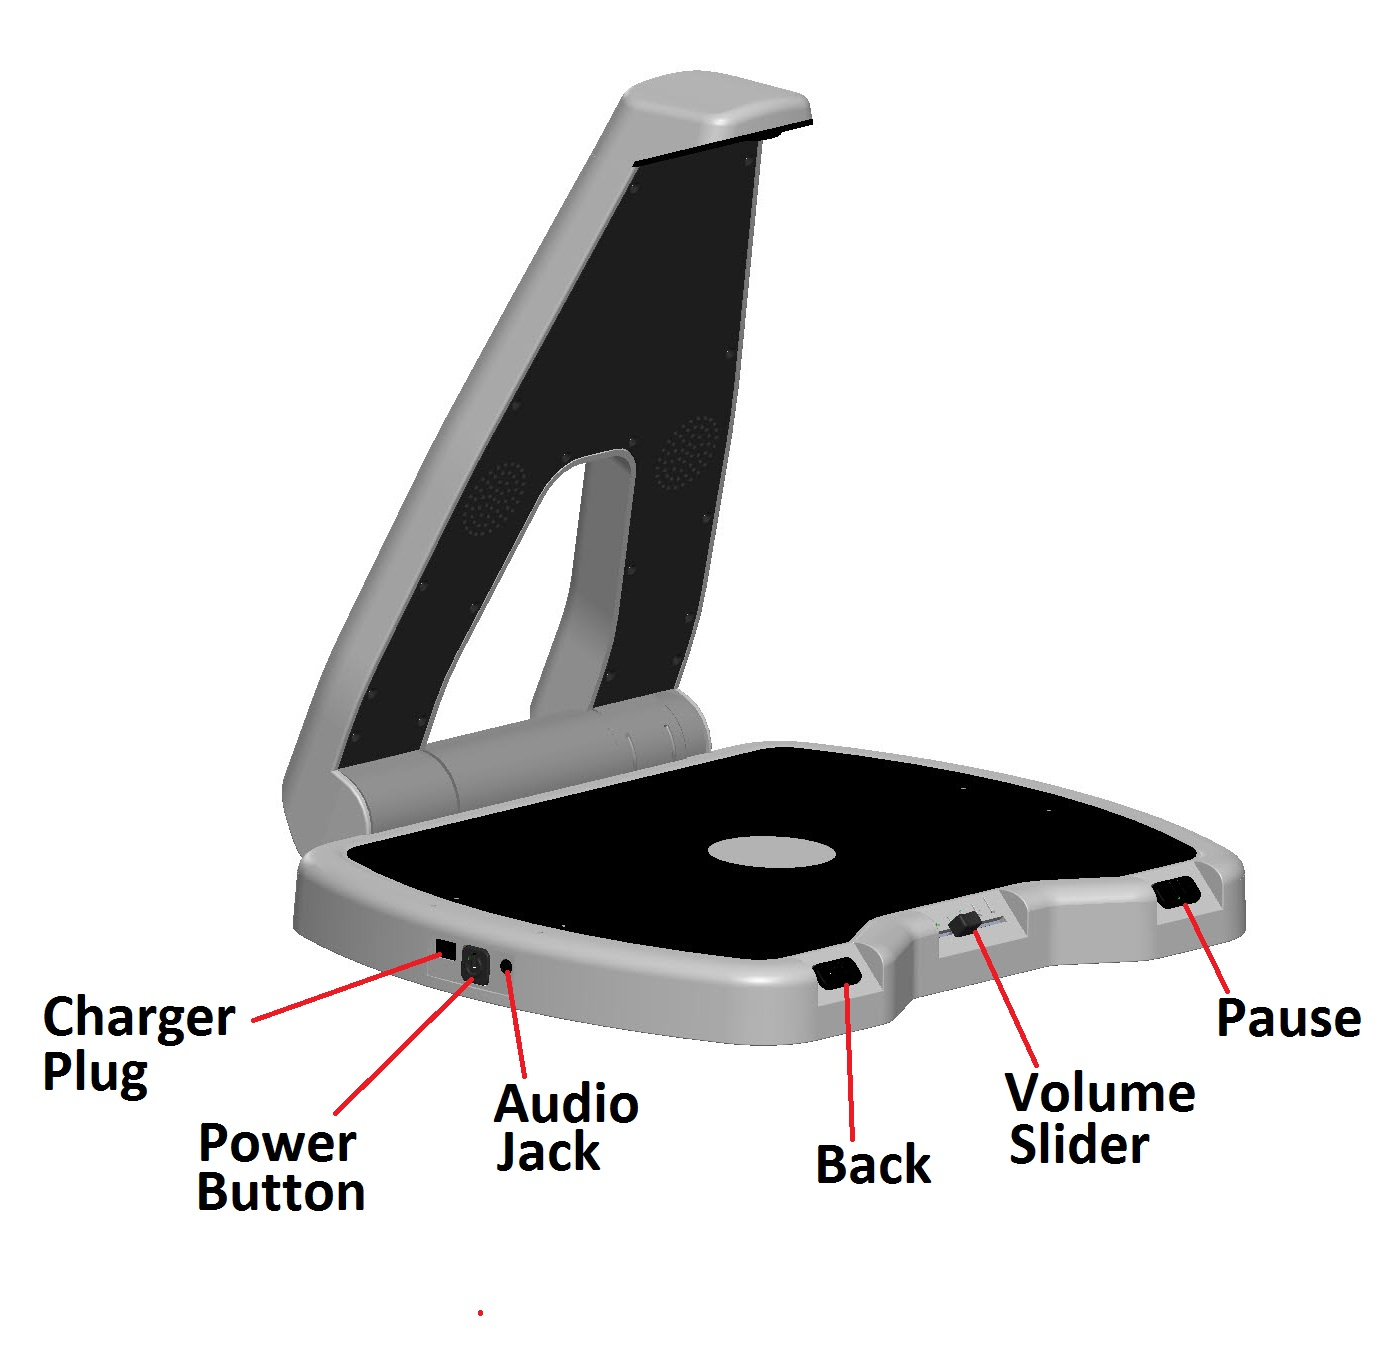 Charger
Plug
Power
Button
Audio
Jack
Back
Volume
Slider
Pause